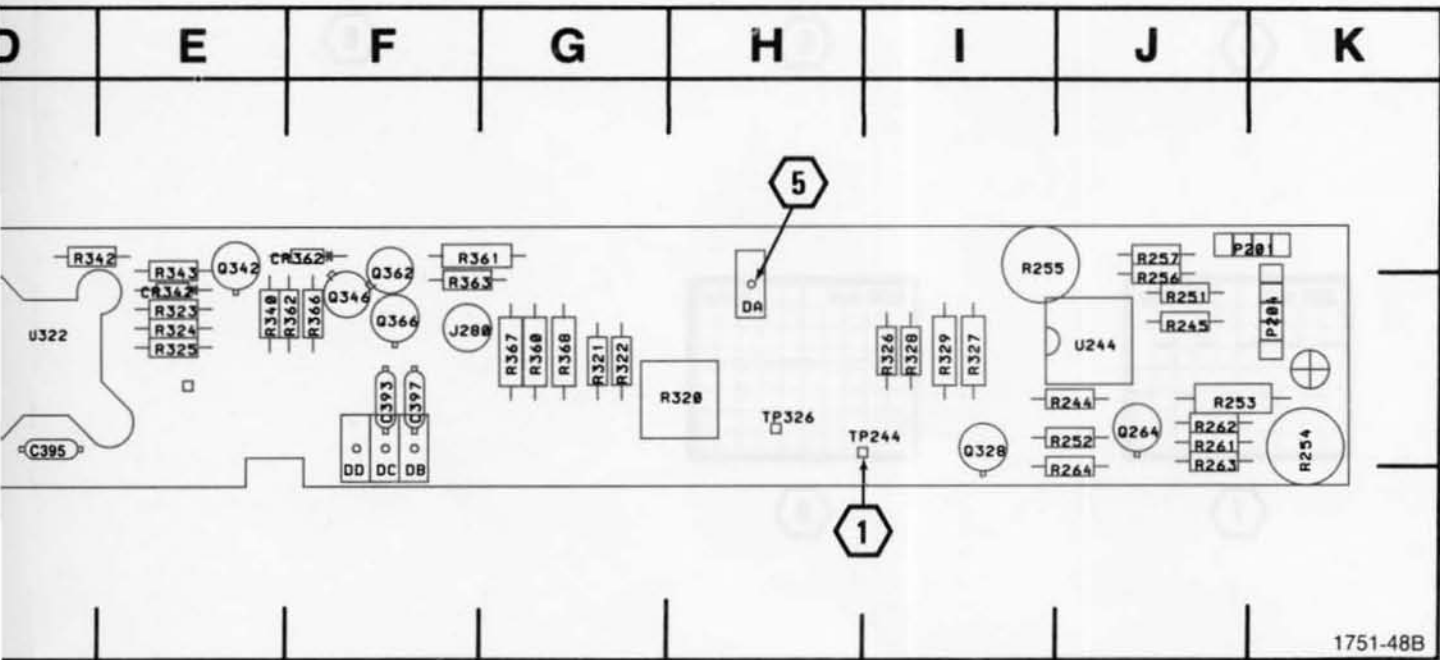 D E F G H I J K
5
R342 R343 Q342 CR362 Q362 R361 R255 R257 P201
CR342 Q346 R363 DA R256
R323 R340 R362 R366 Q366 J280 R251 P204
R324 R245
U322 R325 R367 R360 R368 R321 R322 R326 R328 R329 R327 U244
C393 C397 R320 R244 R253
TP326 R262
TP244 R252 Q264 R261
C395 DD DC DB Q328 R264 R263 R254
1
1751-48B